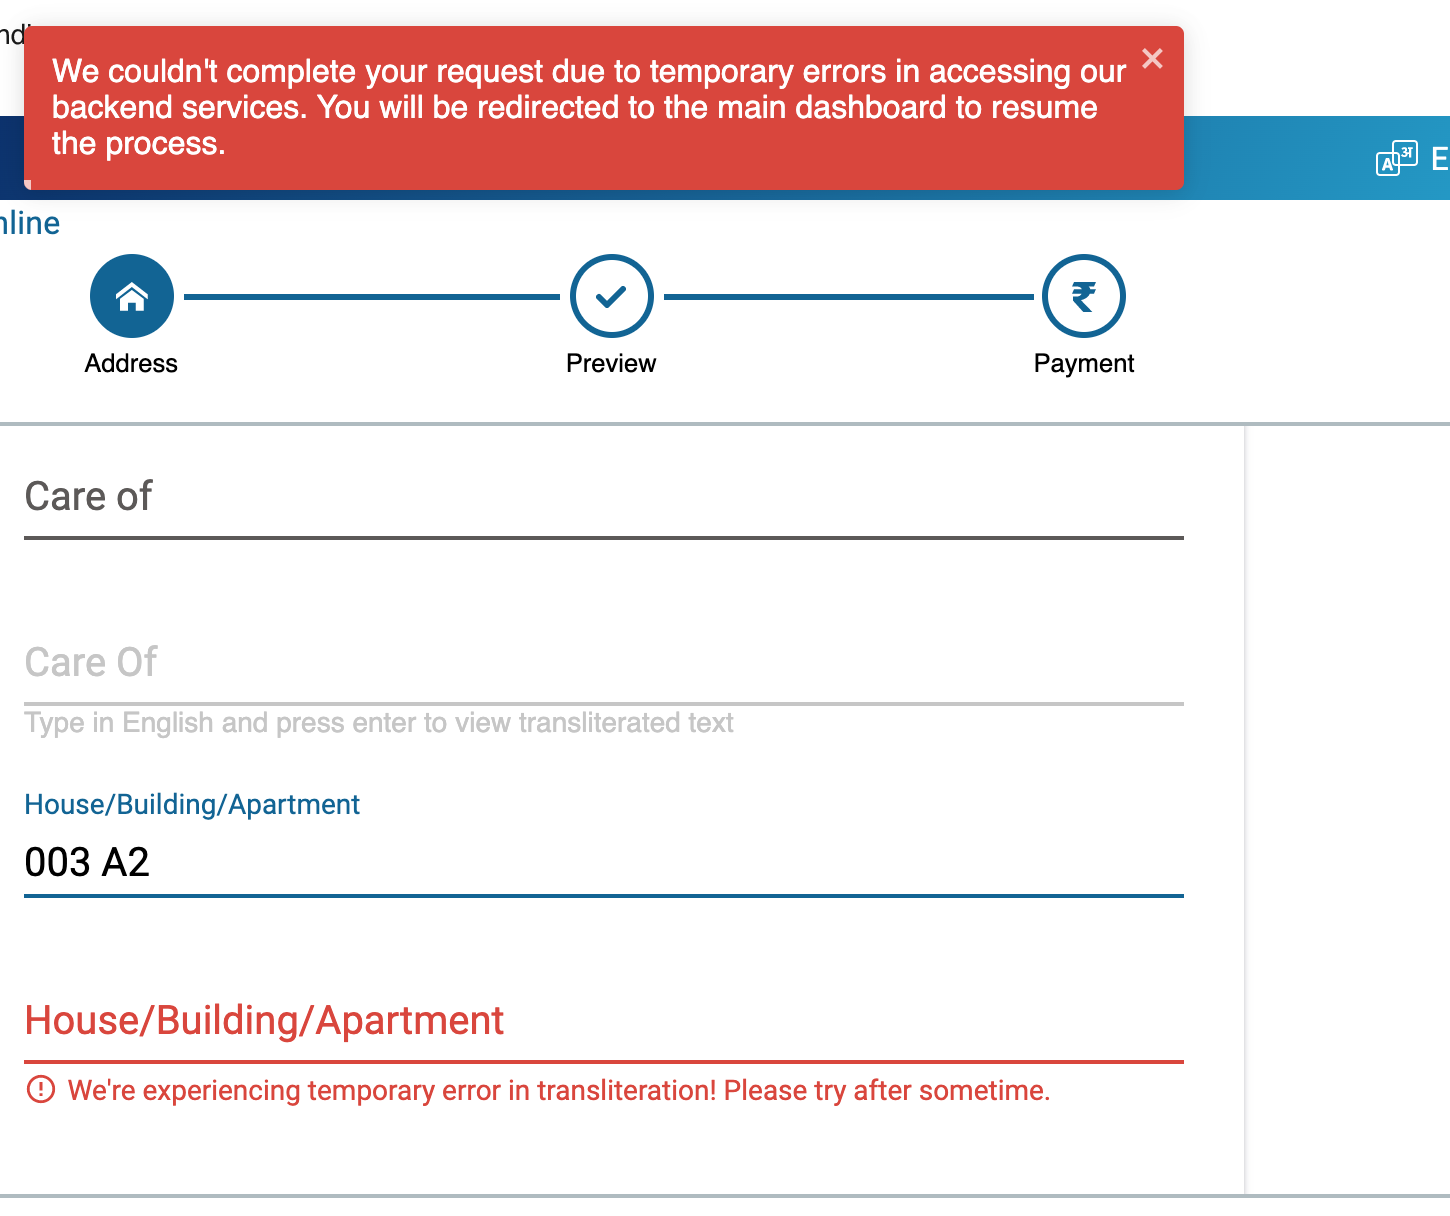 We couldn't complete your request due to temporary errors in accessing our
backend services. You will be redirected to the main dashboard to resume
the process.
A अ E
nline
Address Preview Payment
Care of
Care Of
Type in English and press enter to view transliterated text
House/Building/Apartment
003 A2
House/Building/Apartment
We're experiencing temporary error in transliteration! Please try after sometime.